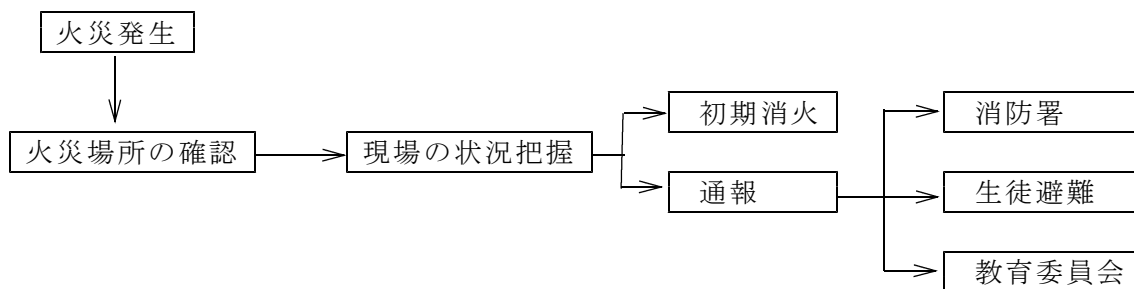 火災発生
火災場所の確認
現場の状況把握
初期消火
通報
消防署
生徒避難
教育委員会